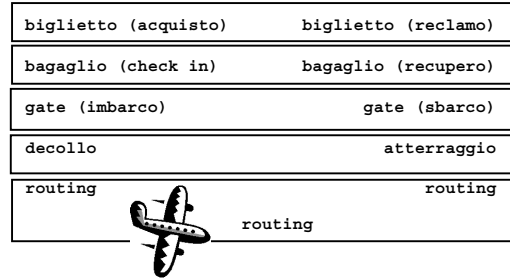 biglietto (acquisto) biglietto (reclamo)
bagaglio (check in) bagaglio (recupero)
gate (imbarco) gate (sbarco)
decollo atterraggio
routing routing
routing